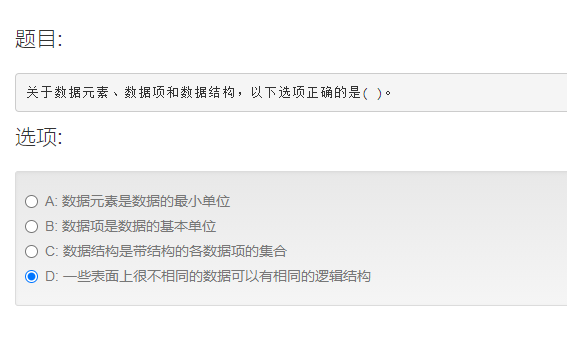 题目:
关于数据元素、数据项和数据结构，以下选项正确的是( )。
选项:
A: 数据元素是数据的最小单位
B: 数据项是数据的基本单位
C: 数据结构是带结构的各数据项的集合
D: 一些表面上很不相同的数据可以有相同的逻辑结构